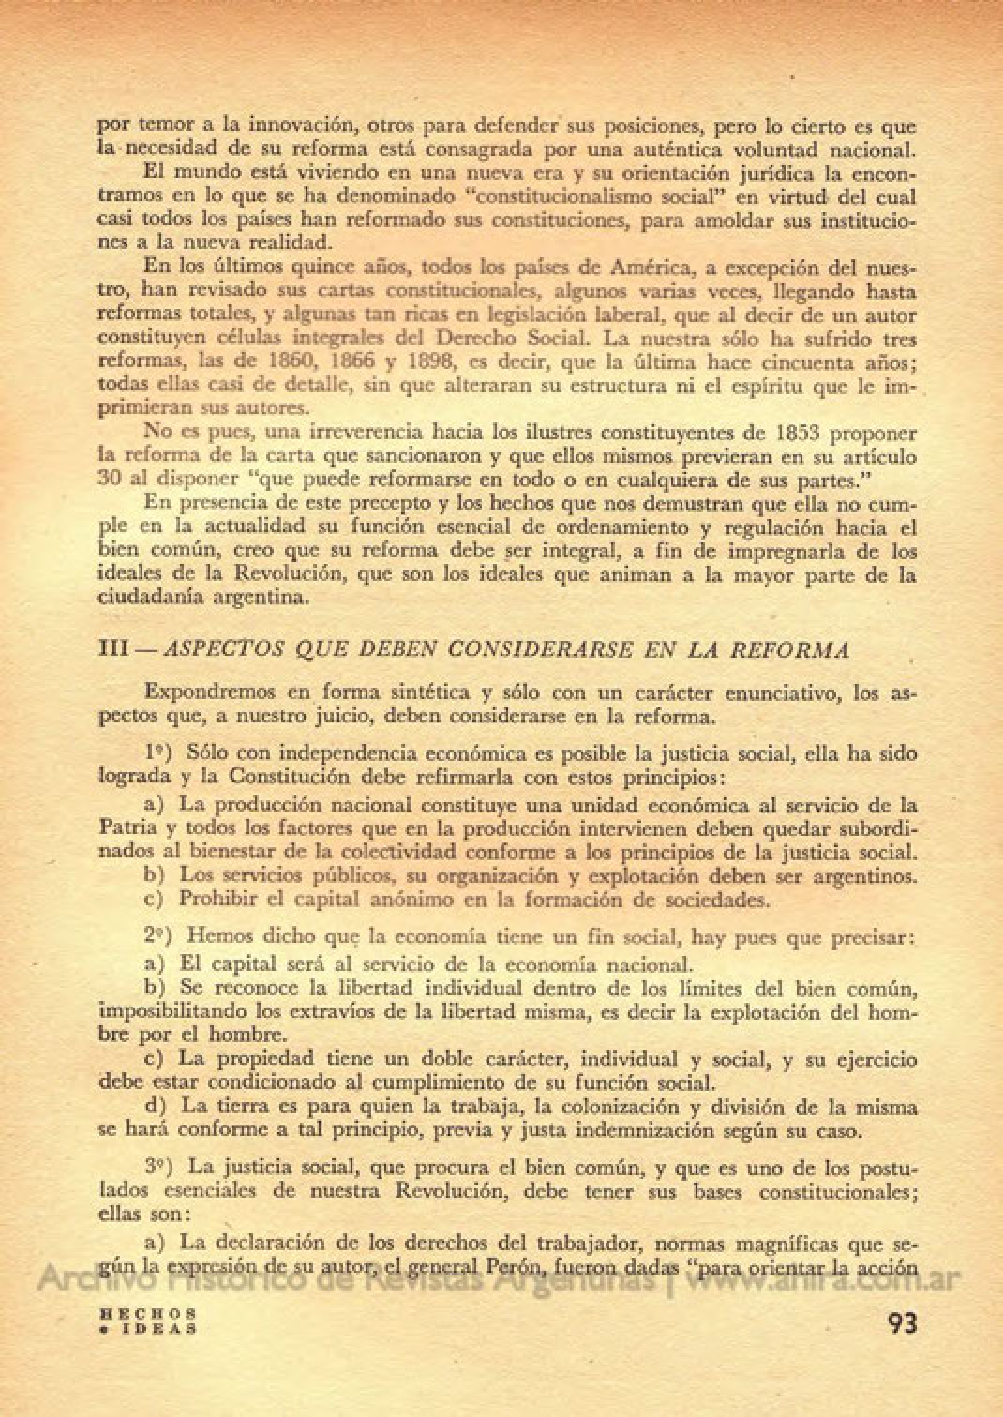 por temor a la innovación, otros para defender sus posiciones, pero lo cierto es que
la necesidad de su reforma está consagrada por una auténtica voluntad nacional.
El mundo está viviendo en una nueva era y su orientación jurídica la encon-
tramos en lo que se ha denominado "constitucionalismo social" en virtud del cual
casi todos los países han reformado sus constituciones, para amoldar sus institucio-
nes a la nueva realidad.
En los últimos quince años, todos los países de América, a excepción del nues-
tro, han revisado sus cartas constitucionales, algunos varias veces, llegando hasta
reformas totales, y algunas tan ricas en legislación laboral, que al decir de un autor
constituyen células integrales del Derecho Social. La nuestra sólo ha sufrido tres
reformas, las de 1860, 1866 y 1898, es decir, que la última hace cincuenta años;
todas ellas casi de detalle, sin que alteraran su estructura ni el espíritu que le im-
primieran sus autores.
No es pues, una irreverencia hacia los ilustres constituyentes de 1853 proponer
la reforma de la carta que sancionaron y que ellos mismos previeran en su artículo
30 al disponer "que puede reformarse en todo o en cualquiera de sus partes."
En presencia de este precepto y los hechos que nos demustran que ella no cum-
ple en la actualidad su función esencial de ordenamiento y regulación hacia el
bien común, creo que su reforma debe ser integral, a fin de impregnarla de los
ideales de la Revolución, que son los ideales que animan a la mayor parte de la
ciudadanía argentina.
III — ASPECTOS QUE DEBEN CONSIDERARSE EN LA REFORMA
Expondremos en forma sintética y sólo con un carácter enunciativo, los as-
pectos que, a nuestro juicio, deben considerarse en la reforma.
1º) Sólo con independencia económica es posible la justicia social, ella ha sido
lograda y la Constitución debe refirmarla con estos principios:
a) La producción nacional constituye una unidad económica al servicio de la
Patria y todos los factores que en la producción intervienen deben quedar subordi-
nados al bienestar de la colectividad conforme a los principios de la justicia social.
b) Los servicios públicos, su organización y explotación deben ser argentinos.
c) Prohibir el capital anónimo en la formación de sociedades.
2º) Hemos dicho que la economía tiene un fin social, hay pues que precisar:
a) El capital será al servicio de la economía nacional.
b) Se reconoce la libertad individual dentro de los límites del bien común,
imposibilitando los extravíos de la libertad misma, es decir la explotación del hom-
bre por el hombre.
c) La propiedad tiene un doble carácter, individual y social, y su ejercicio
debe estar condicionado al cumplimiento de su función social.
d) La tierra es para quien la trabaja, la colonización y división de la misma
se hará conforme a tal principio, previa y justa indemnización según su caso.
3º) La justicia social, que procura el bien común, y que es uno de los postu-
lados esenciales de nuestra Revolución, debe tener sus bases constitucionales;
ellas son:
a) La declaración de los derechos del trabajador, normas magníficas que se-
gún la expresión de su autor, el general Perón, fueron dadas "para orientar la acción
Archivo Histórico de Revistas Argentinas | www.ahira.com.ar
HECHOS
e IDEAS
93